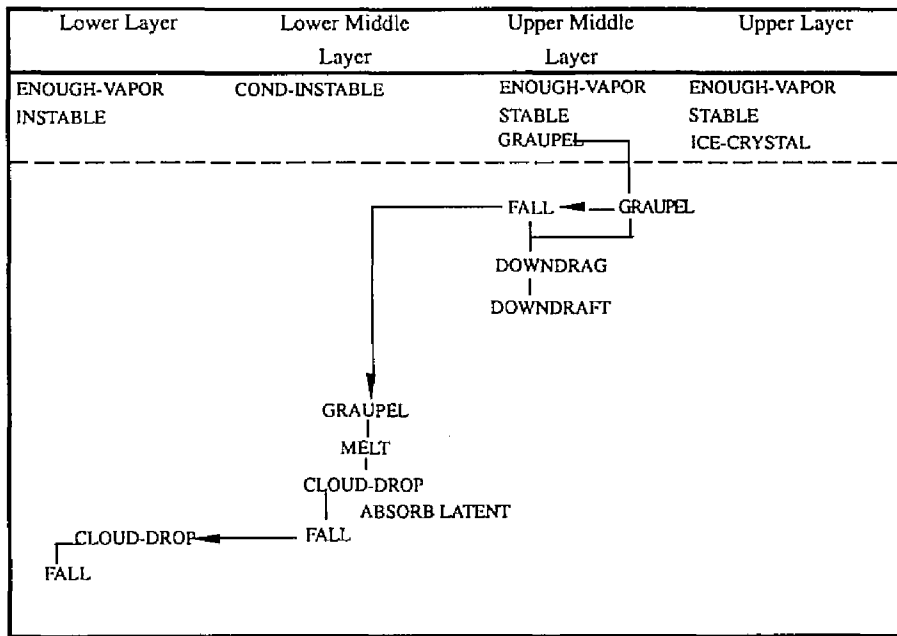 Lower Layer Lower Middle Layer Upper Middle Layer Upper Layer
ENOUGH-VAPOR COND-INSTABLE ENOUGH-VAPOR ENOUGH-VAPOR
INSTABLE STABLE STABLE
GRAUPEL ICE-CRYSTAL
FALL GRAUPEL
DOWNDRAG
DOWNDRAFT
GRAUPEL
MELT
CLOUD-DROP
ABSORB LATENT
CLOUD-DROP FALL
FALL